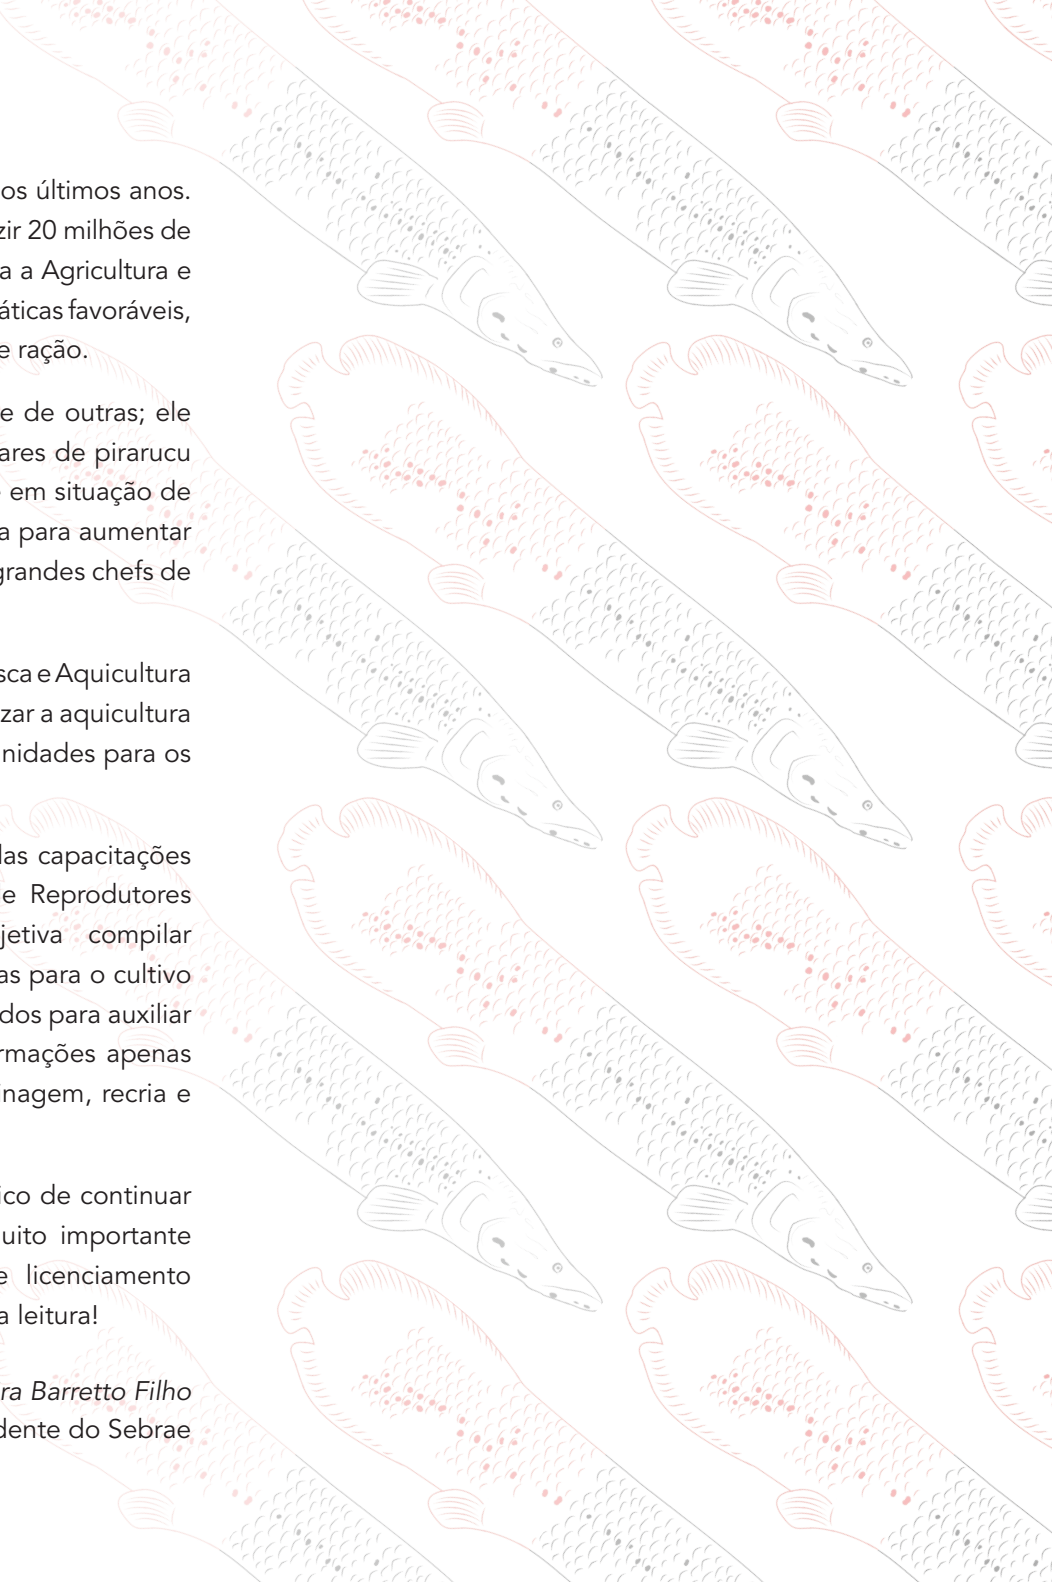 os últimos anos.
zir 20 milhões de
a a Agricultura e
áticas favoráveis,
e ração.
e de outras; ele
ares de pirarucu
em situação de
a para aumentar
grandes chefs de
sca e Aquicultura
zar a aquicultura
nidades para os
las capacitações
e Reprodutores
jetiva compilar
as para o cultivo
dos para auxiliar
rmações apenas
inagem, recria e
ico de continuar
uito importante
e licenciamento
a leitura!
ra Barretto Filho
dente do Sebrae